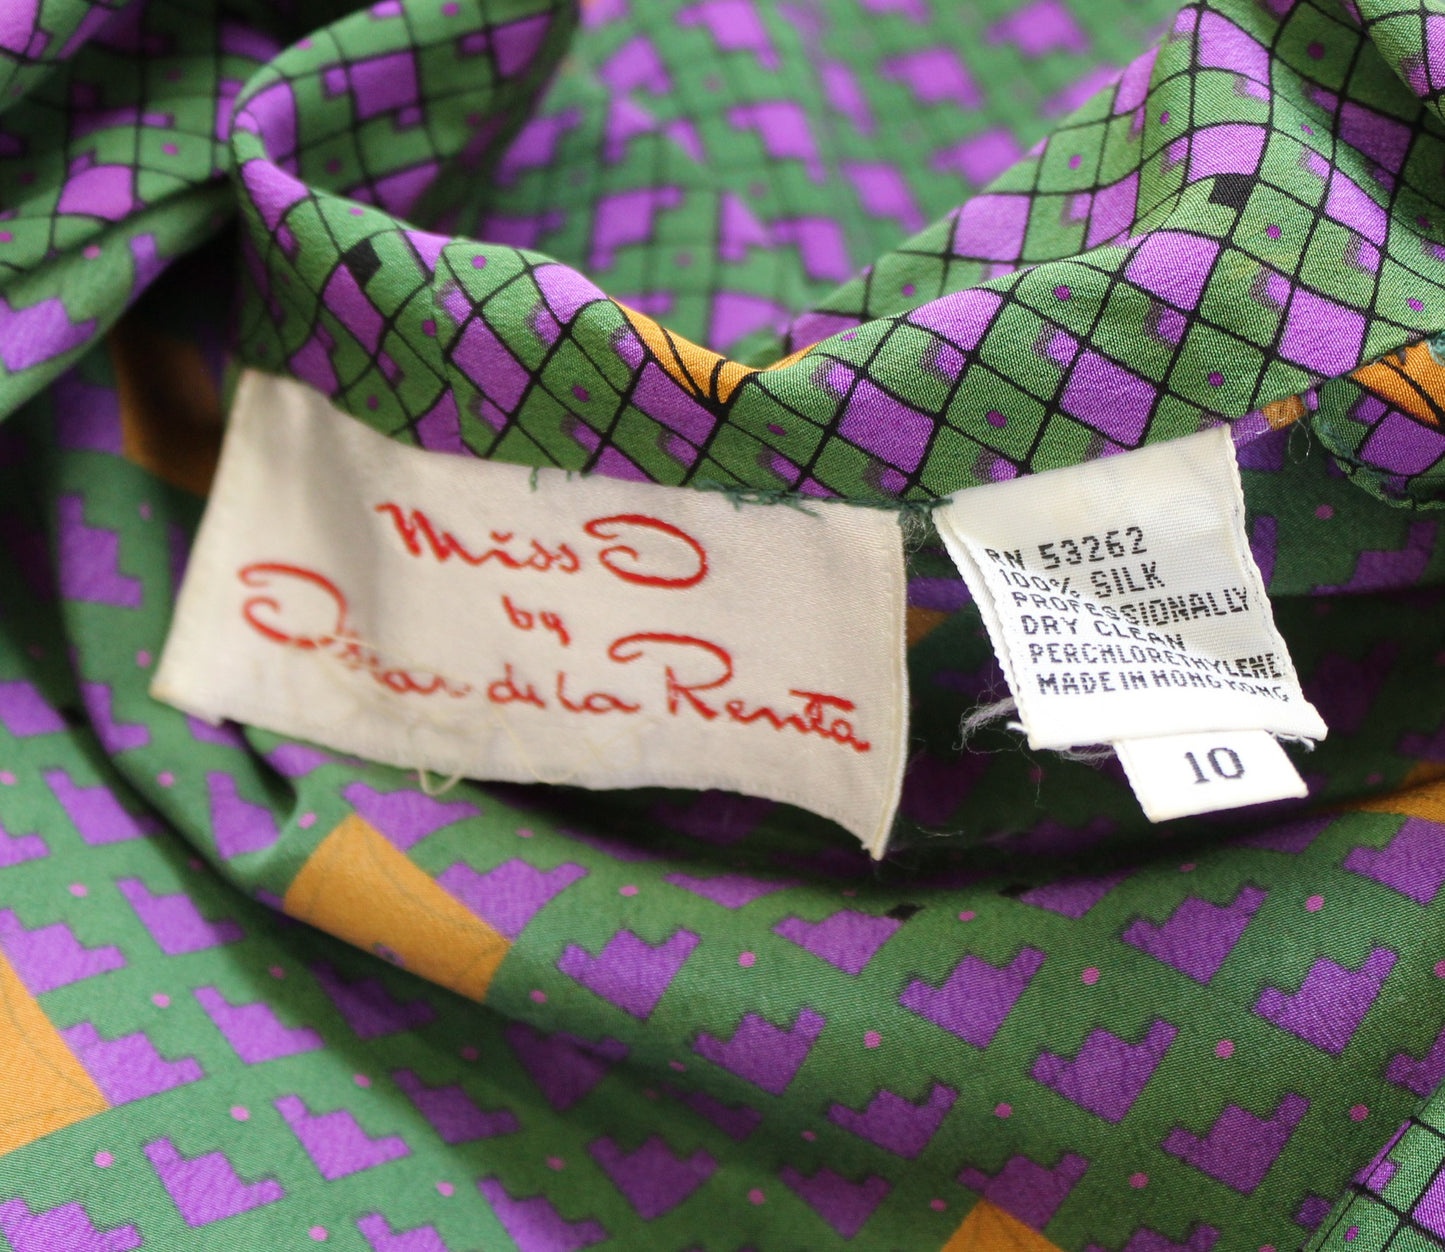 Miss O
by
Oscar de la Renta
RN 53262
100% SILK
PROFESSIONALLY
DRY CLEAN
PERCHLORETHYLENE
MADE IN HONG KONG
10